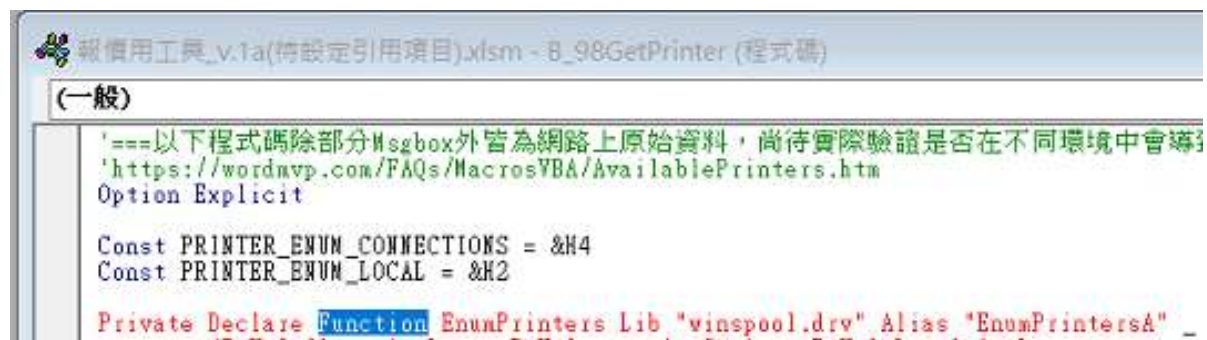 報價用工具_v.1a(待設定引用項目).xlsm - B_98GetPrinter (程式碼)
(一般)
'===以下程式碼除部分Msgbox外皆為網路上原始資料，尚待實際驗證是否在不同環境中會導
'https://wordmvp.com/FAQs/MacrosVBA/AvailablePrinters.htm
Option Explicit
Const PRINTER_ENUM_CONNECTIONS = &H4
Const PRINTER_ENUM_LOCAL = &H2
Private Declare Function EnumPrinters Lib "winspool.drv" Alias "EnumPrintersA" _